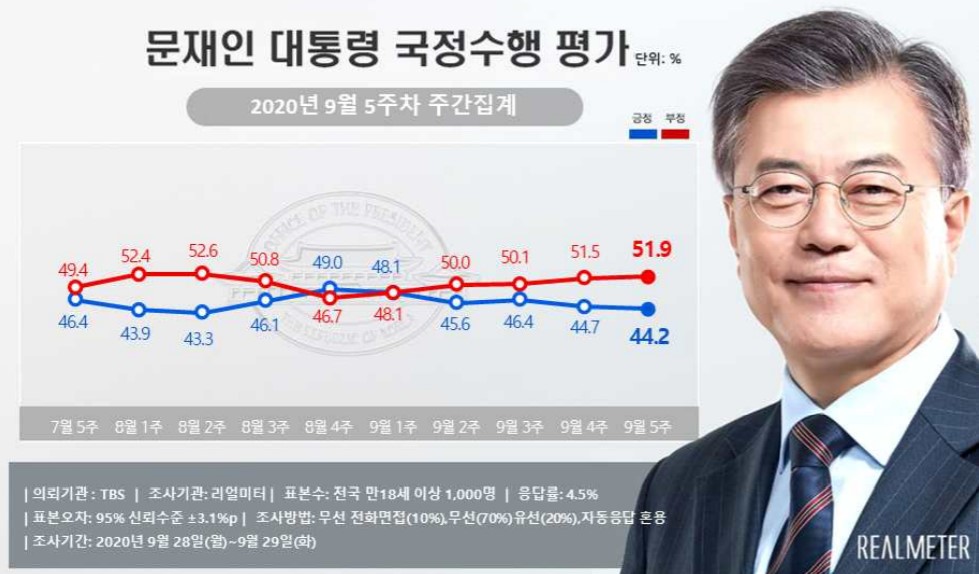 문재인 대통령 국정수행 평가 단위: %
2020년 9월 5주차 주간집계
긍정 부정
OFFICE OF THE PRESIDENT
THE REPUBLIC OF KOREA
49.4 52.4 52.6 50.8 49.0 48.1 50.0 50.1 51.5 51.9
46.4 43.9 43.3 46.1 46.7 48.1 45.6 46.4 44.7 44.2
7월 5주 8월 1주 8월 2주 8월 3주 8월 4주 9월 1주 9월 2주 9월 3주 9월 4주 9월 5주
| 의뢰기관 : TBS | 조사기관: 리얼미터 | 표본수: 전국 만18세 이상 1,000명 | 응답률: 4.5%
| 표본오차: 95% 신뢰수준 ±3.1%p | 조사방법: 무선 전화면접(10%),무선(70%)유선(20%),자동응답 혼용
| 조사기간: 2020년 9월 28일(월)~9월 29일(화)
REALMETER